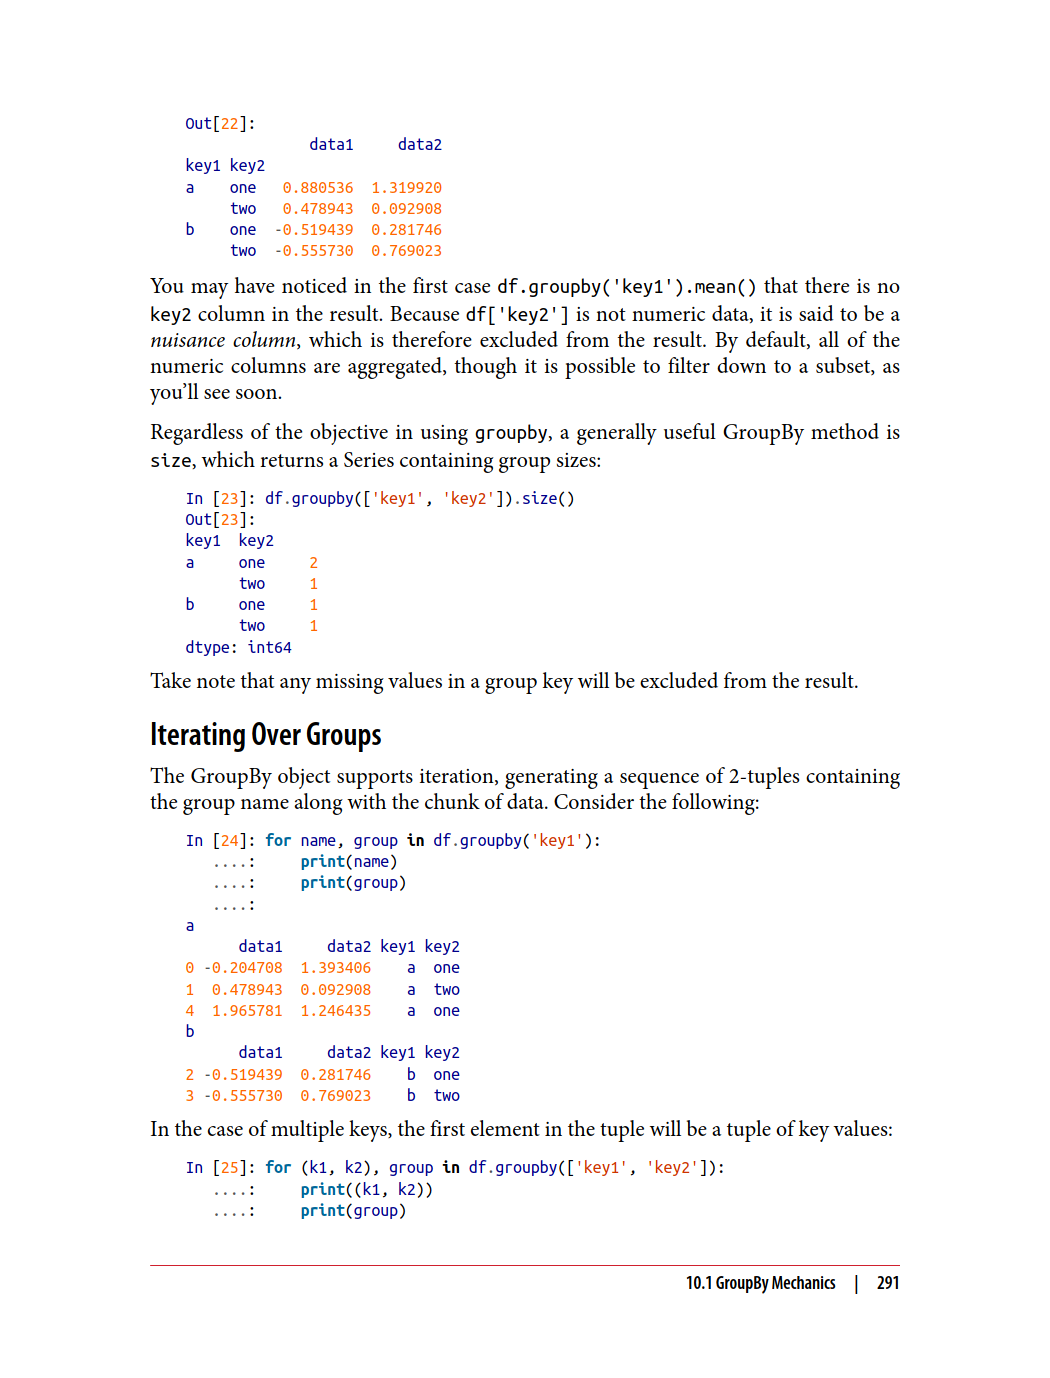 Out[22]:
              data1     data2
key1 key2
a    one   0.880536  1.319920
     two   0.478943  0.092908
b    one  -0.519439  0.281746
     two  -0.555730  0.769023
You may have noticed in the first case df.groupby('key1').mean() that there is no
key2 column in the result. Because df['key2'] is not numeric data, it is said to be a
nuisance column, which is therefore excluded from the result. By default, all of the
numeric columns are aggregated, though it is possible to filter down to a subset, as
you’ll see soon.
Regardless of the objective in using groupby, a generally useful GroupBy method is
size, which returns a Series containing group sizes:
In [23]: df.groupby(['key1', 'key2']).size()
Out[23]:
key1  key2
a     one     2
      two     1
b     one     1
      two     1
dtype: int64
Take note that any missing values in a group key will be excluded from the result.
Iterating Over Groups
The GroupBy object supports iteration, generating a sequence of 2-tuples containing
the group name along with the chunk of data. Consider the following:
In [24]: for name, group in df.groupby('key1'):
   ....:     print(name)
   ....:     print(group)
   ....:
a
      data1     data2 key1 key2
0 -0.204708  1.393406    a  one
1  0.478943  0.092908    a  two
4  1.965781  1.246435    a  one
b
      data1     data2 key1 key2
2 -0.519439  0.281746    b  one
3 -0.555730  0.769023    b  two
In the case of multiple keys, the first element in the tuple will be a tuple of key values:
In [25]: for (k1, k2), group in df.groupby(['key1', 'key2']):
   ....:     print((k1, k2))
   ....:     print(group)
10.1 GroupBy Mechanics | 291